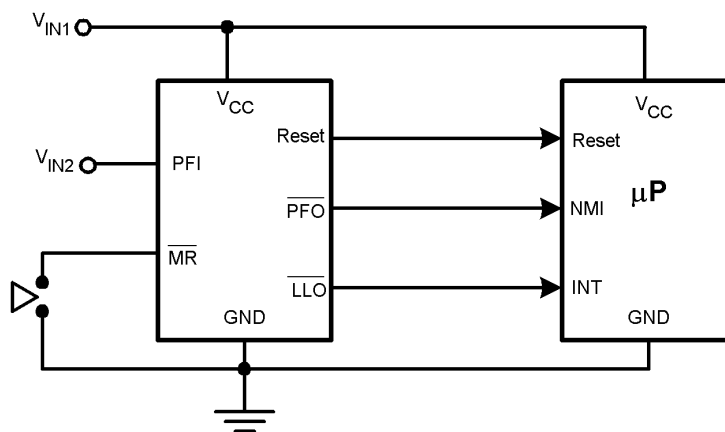 VIN1
VCC
VCC
Reset
Reset
VIN2
PFI
μP
PFO
NMI
MR
LLO
INT
GND
GND